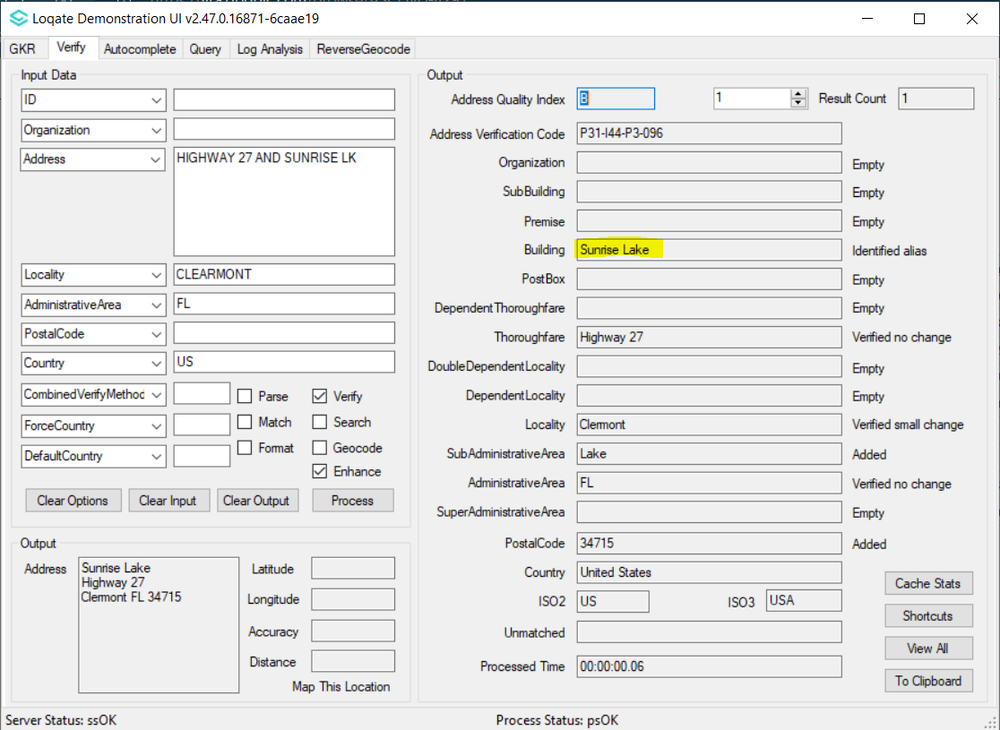 Loqate Demonstration UI v2.47.0.16871-6caae19
GKR Verify Autocomplete Query Log Analysis ReverseGeocode
Input Data
ID
Organization
Address HIGHWAY 27 AND SUNRISE LK
Locality CLEARMONT
AdministrativeArea FL
PostalCode
Country US
CombinedVerifyMethod Parse Verify
ForceCountry Match Search
DefaultCountry Format Geocode
Enhance
Clear Options Clear Input Clear Output Process
Output
Address Sunrise Lake
Highway 27
Clermont FL 34715
Latitude
Longitude
Accuracy
Distance
Map This Location
Output
Address Quality Index B 1 Result Count 1
Address Verification Code P31-I44-P3-096
Organization Empty
SubBuilding Empty
Premise Empty
Building Sunrise Lake Identified alias
PostBox Empty
DependentThoroughfare Empty
Thoroughfare Highway 27 Verified no change
DoubleDependentLocality Empty
DependentLocality Empty
Locality Clermont Verified small change
SubAdministrativeArea Lake Added
AdministrativeArea FL Verified no change
SuperAdministrativeArea Empty
PostalCode 34715 Added
Country United States
ISO2 US ISO3 USA
Unmatched
Processed Time 00:00:00.06
Cache Stats
Shortcuts
View All
To Clipboard
Server Status: ssOK Process Status: psOK